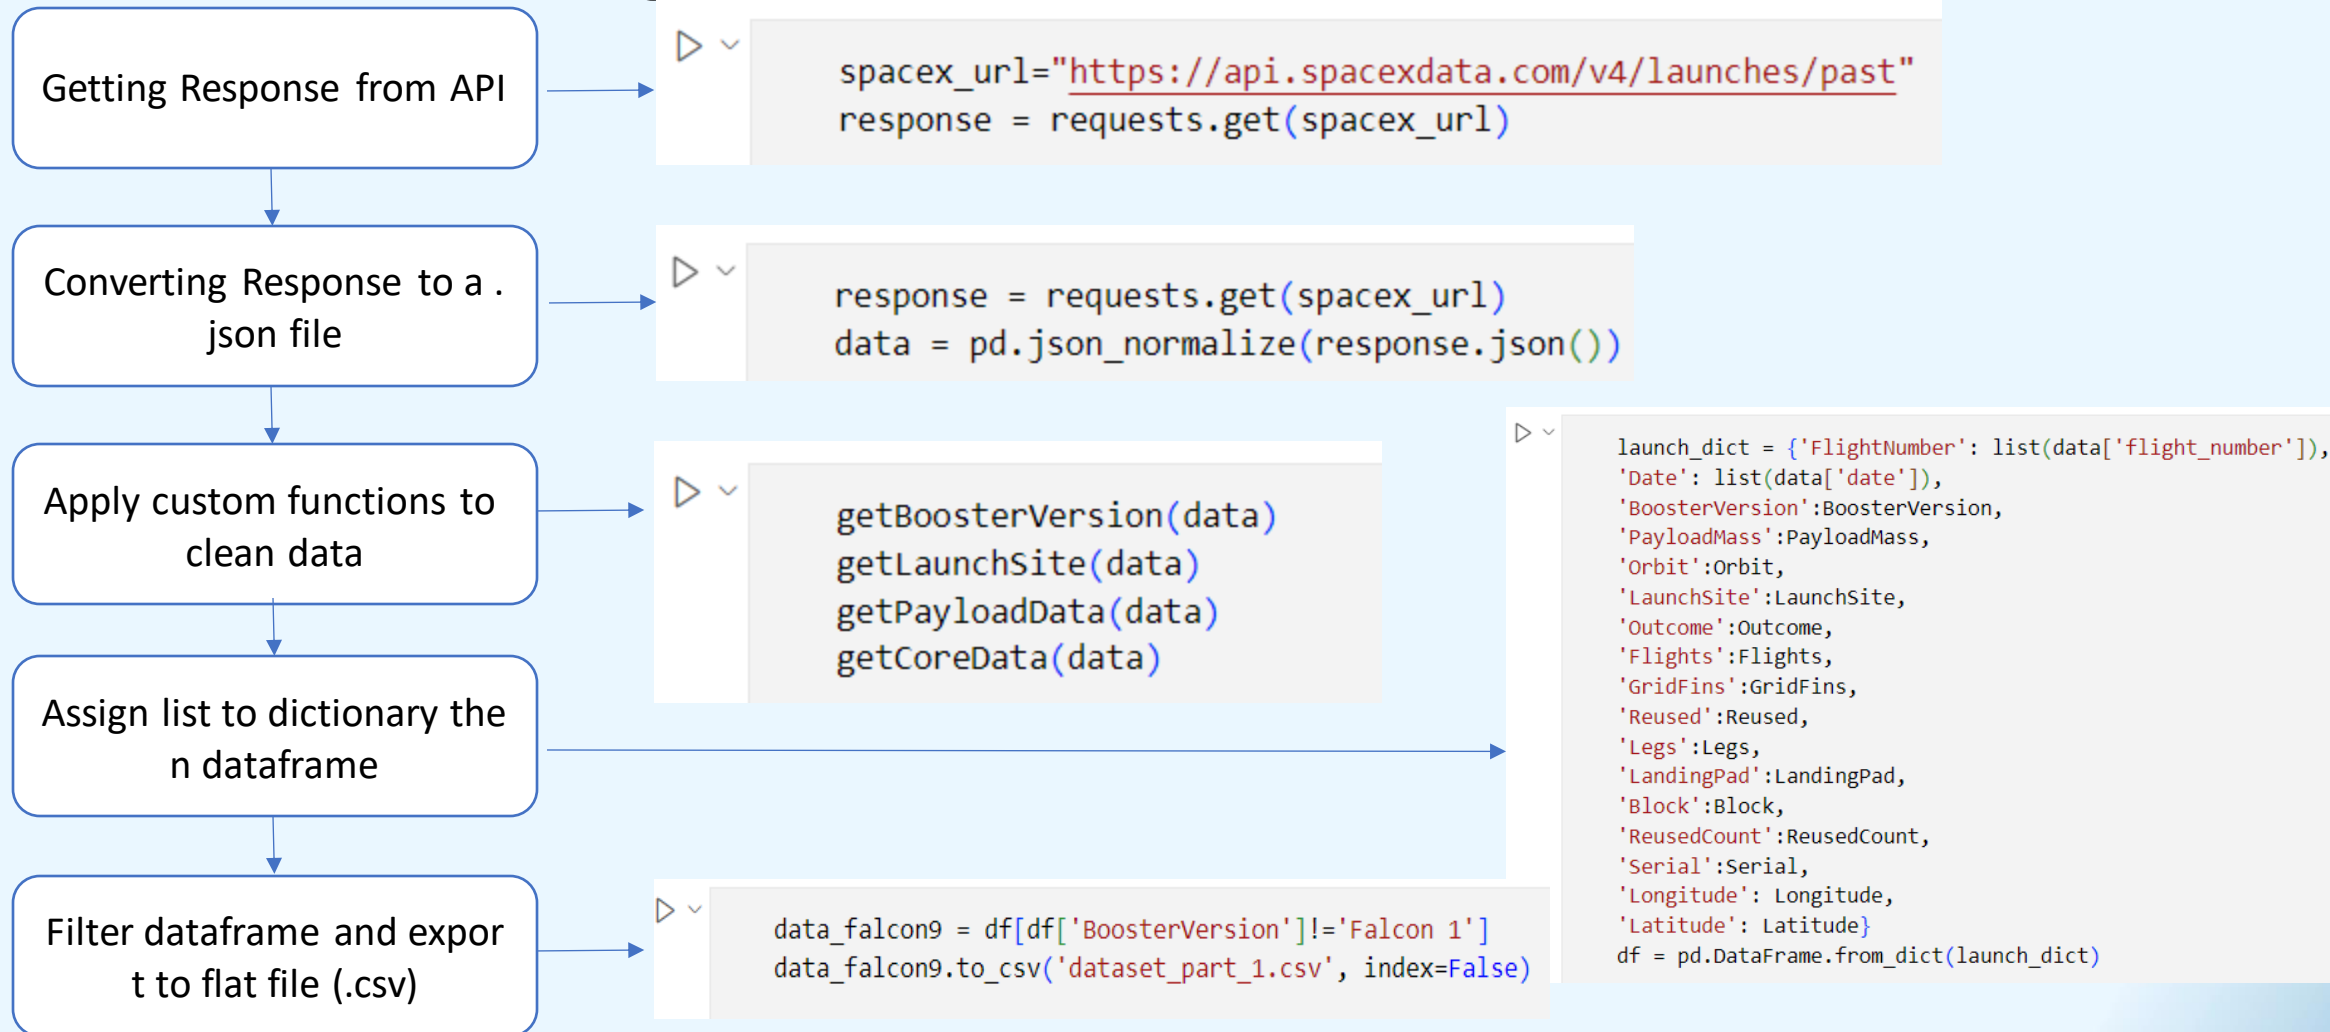 Getting Response from API
spacex_url="https://api.spacexdata.com/v4/launches/past"
response = requests.get(spacex_url)
Converting Response to a .
json file
response = requests.get(spacex_url)
data = pd.json_normalize(response.json())
Apply custom functions to
clean data
getBoosterVersion(data)
getLaunchSite(data)
getPayloadData(data)
getCoreData(data)
Assign list to dictionary the
n dataframe
launch_dict = {'FlightNumber': list(data['flight_number']),
'Date': list(data['date']),
'BoosterVersion':BoosterVersion,
'PayloadMass':PayloadMass,
'Orbit':Orbit,
'LaunchSite':LaunchSite,
'Outcome':Outcome,
'Flights':Flights,
'GridFins':GridFins,
'Reused':Reused,
'Legs':Legs,
'LandingPad':LandingPad,
'Block':Block,
'ReusedCount':ReusedCount,
'Serial':Serial,
'Longitude': Longitude,
'Latitude': Latitude}
df = pd.DataFrame.from_dict(launch_dict)
Filter dataframe and expor
t to flat file (.csv)
data_falcon9 = df[df['BoosterVersion']!='Falcon 1']
data_falcon9.to_csv('dataset_part_1.csv', index=False)